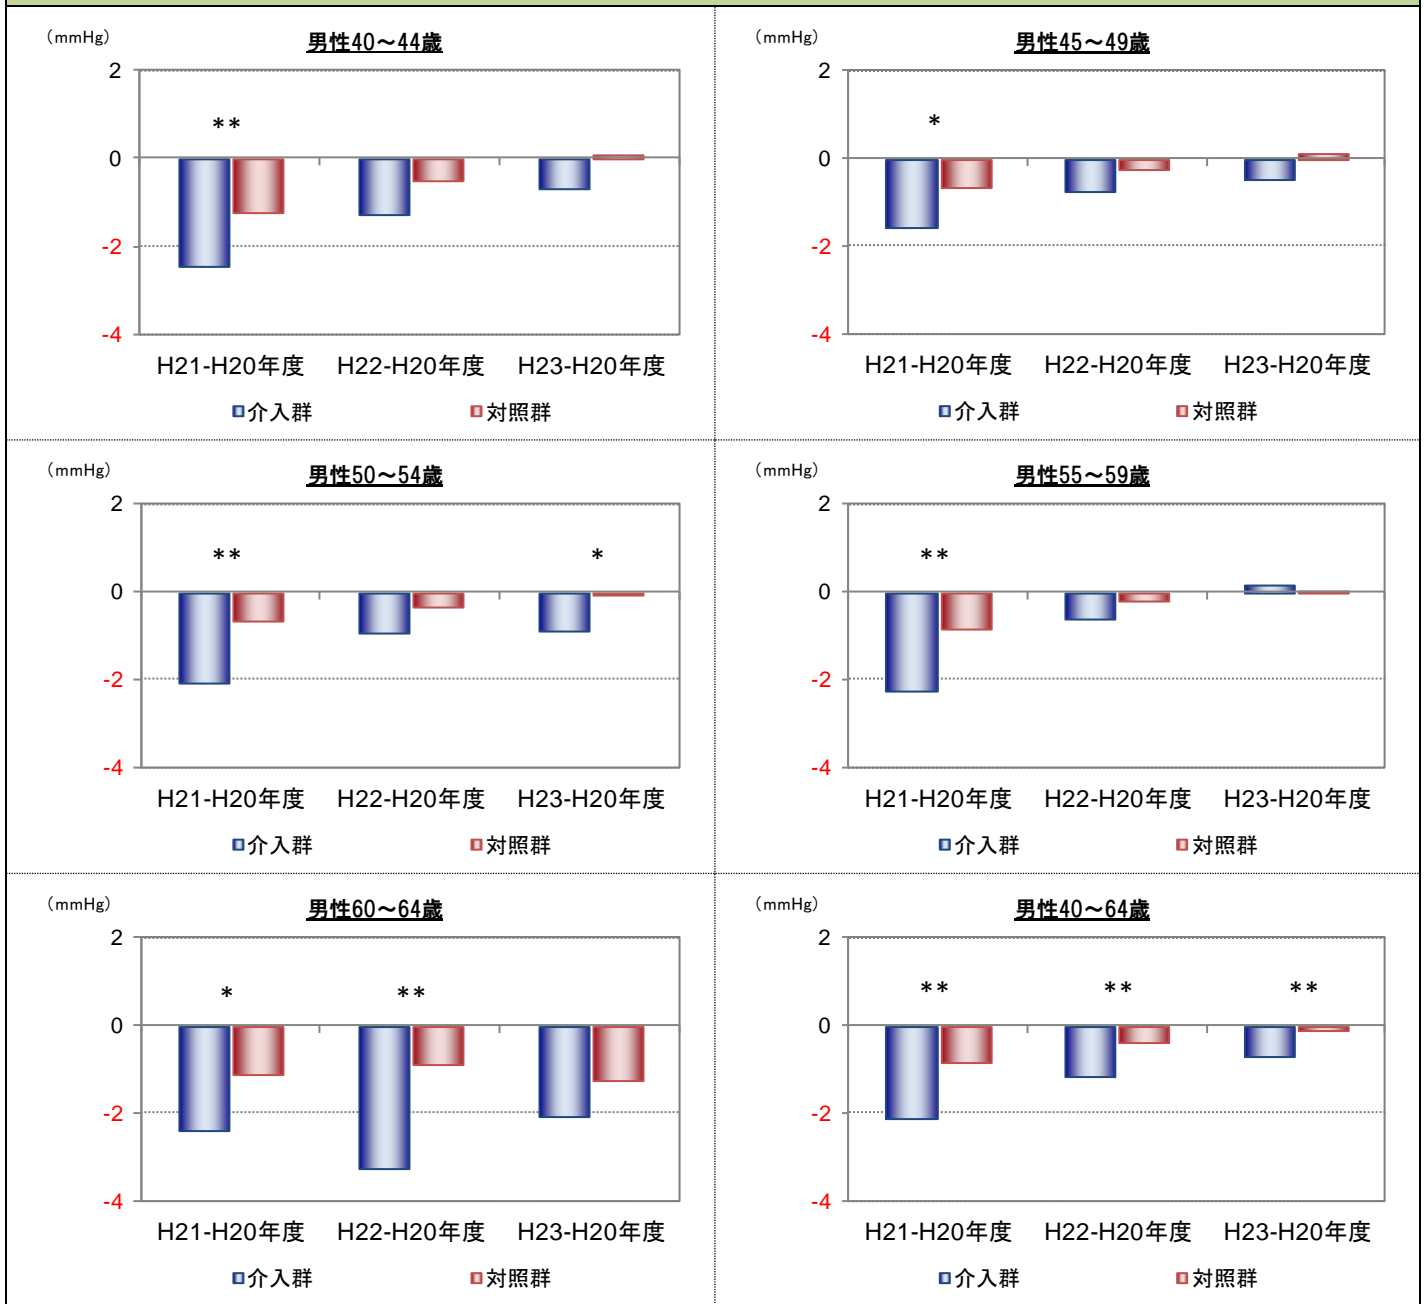 （mmHg）
男性40～44歳
2
**
0
-2
-4
H21-H20年度 H22-H20年度 H23-H20年度
介入群 対照群
（mmHg）
男性45～49歳
2
*
0
-2
-4
H21-H20年度 H22-H20年度 H23-H20年度
介入群 対照群
（mmHg）
男性50～54歳
2
** *
0
-2
-4
H21-H20年度 H22-H20年度 H23-H20年度
介入群 対照群
（mmHg）
男性55～59歳
2
**
0
-2
-4
H21-H20年度 H22-H20年度 H23-H20年度
介入群 対照群
（mmHg）
男性60～64歳
2
* **
0
-2
-4
H21-H20年度 H22-H20年度 H23-H20年度
介入群 対照群
（mmHg）
男性40～64歳
2
** ** **
0
-2
-4
H21-H20年度 H22-H20年度 H23-H20年度
介入群 対照群